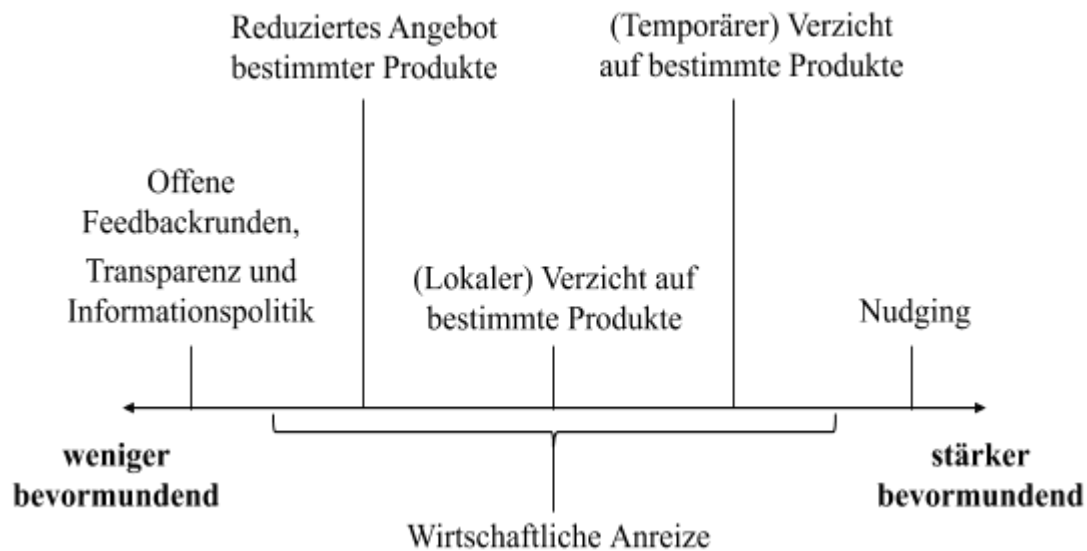 Reduziertes Angebot
bestimmter Produkte
(Temporärer) Verzicht
auf bestimmte Produkte
Offene
Feedbackrunden,
Transparenz und
Informationspolitik
(Lokaler) Verzicht auf
bestimmte Produkte
Nudging
weniger
bevormundend
stärker
bevormundend
Wirtschaftliche Anreize